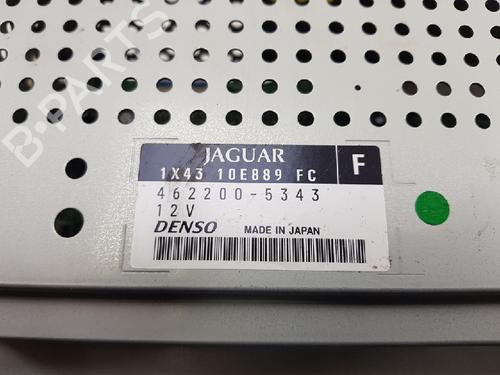 B-PARTS
JAGUAR
1X43 10E889 FC
F
462200-5343
12V
DENSO MADE IN JAPAN